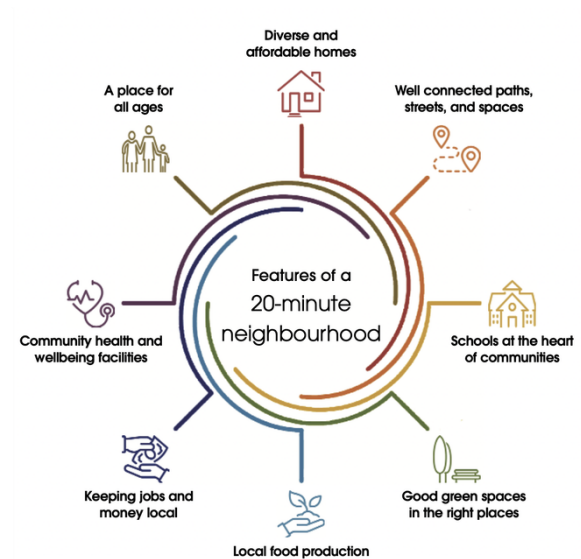 Diverse and
affordable homes
A place for
all ages
Well connected paths,
streets, and spaces
Features of a
20-minute
neighbourhood
Community health and
wellbeing facilities
Schools at the heart
of communities
Keeping jobs and
money local
Good green spaces
in the right places
Local food production